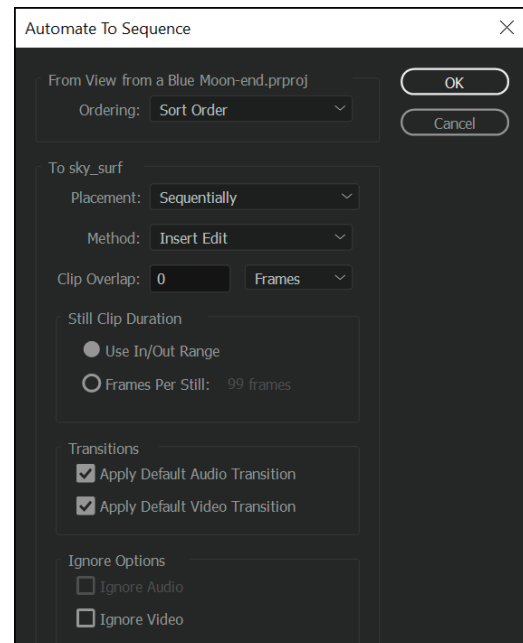 Automate To Sequence
From View from a Blue Moon-end.prproj
OK
Ordering: Sort Order
Cancel
To sky_surf
Placement: Sequentially
Method: Insert Edit
Clip Overlap: 0 Frames
Still Clip Duration
Use In/Out Range
Frames Per Still: 99 frames
Transitions
Apply Default Audio Transition
Apply Default Video Transition
Ignore Options
Ignore Audio
Ignore Video